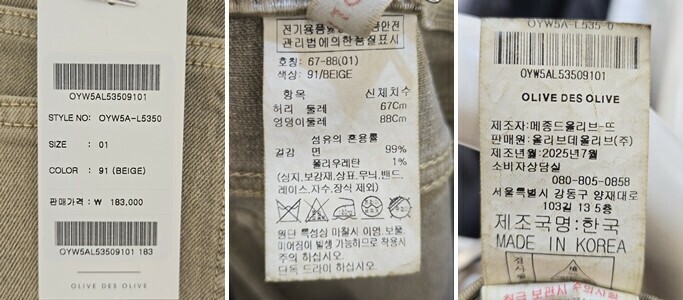 OYW5AL53509101
STYLE NO: OYW5A-L5350
SIZE : 01
COLOR : 91 (BEIGE)
판매가격 : ₩ 183,000
OYW5AL53509101 183
OLIVE DES OLIVE
전기용품및생활안전
관리법에의한품질표시
호칭: 67-88(01)
색상: 91/BEIGE
항목 신체치수
허리 둘레 67Cm
엉덩이둘레 88Cm
섬유의 혼용률
겉감 면 99%
폴리우레탄 1%
(심지,보강재,상표,무늬,밴드,
레이스,자수,장식 제외)
원단 특성상 마찰시 이염,보풀,
미어짐이 발생 가능하므로 착용시
주의 하십시오.
단독 드라이 하십시오.
OYW5A-L535-0
OYW5AL53509101
OLIVE DES OLIVE
제조자:메종드올리브-뜨
판매원:올리브데올리브(주)
제조년월:2025년7월
소비자상담실
080-805-0858
서울특별시 강동구 양재대로
103길 13 5층
제조국명:한국
MADE IN KOREA